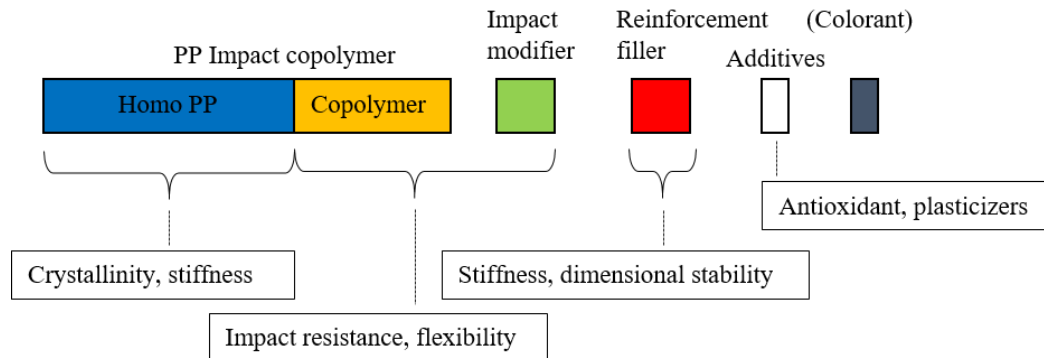 PP Impact copolymer
Impact
modifier
Reinforcement
filler
Additives
(Colorant)
Homo PP
Copolymer
Antioxidant, plasticizers
Crystallinity, stiffness
Stiffness, dimensional stability
Impact resistance, flexibility